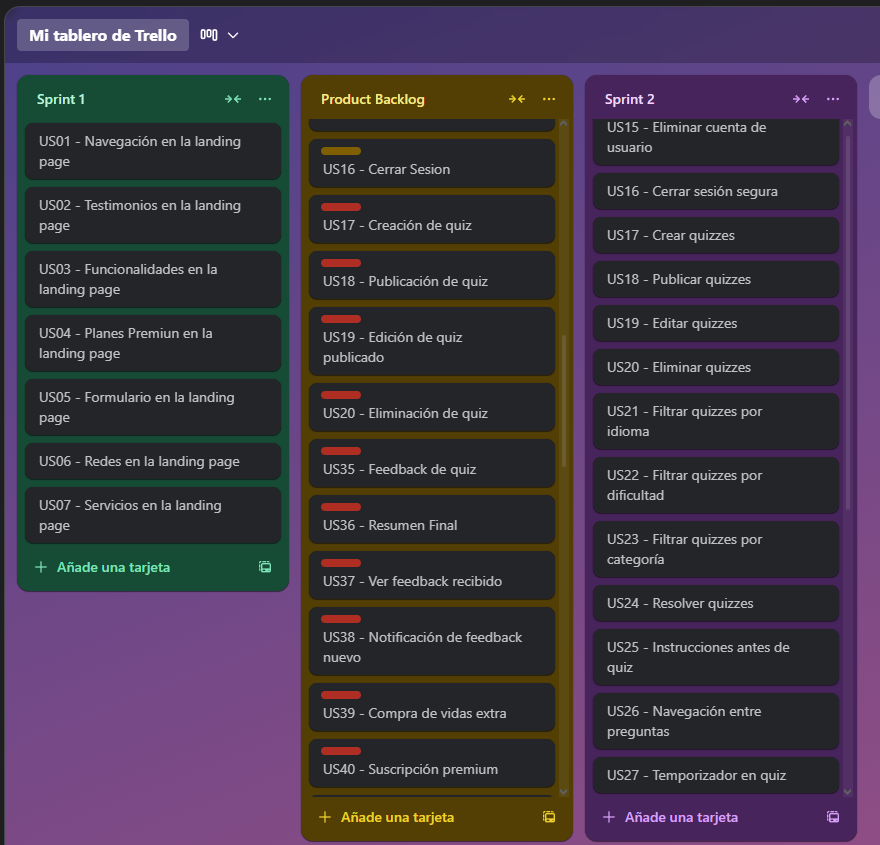 Mi tablero de Trello
Sprint 1
US01 - Navegación en la landing
page
US02 - Testimonios en la landing
page
US03 - Funcionalidades en la
landing page
US04 - Planes Premiun en la
landing page
US05 - Formulario en la landing
page
US06 - Redes en la landing page
US07 - Servicios en la landing
page
Añade una tarjeta
Product Backlog
US16 - Cerrar Sesion
US17 - Creación de quiz
US18 - Publicación de quiz
US19 - Edición de quiz
publicado
US20 - Eliminación de quiz
US35 - Feedback de quiz
US36 - Resumen Final
US37 - Ver feedback recibido
US38 - Notificación de feedback
nuevo
US39 - Compra de vidas extra
US40 - Suscripción premium
Añade una tarjeta
Sprint 2
US15 - Eliminar cuenta de
usuario
US16 - Cerrar sesión segura
US17 - Crear quizzes
US18 - Publicar quizzes
US19 - Editar quizzes
US20 - Eliminar quizzes
US21 - Filtrar quizzes por
idioma
US22 - Filtrar quizzes por
dificultad
US23 - Filtrar quizzes por
categoría
US24 - Resolver quizzes
US25 - Instrucciones antes de
quiz
US26 - Navegación entre
preguntas
US27 - Temporizador en quiz
Añade una tarjeta